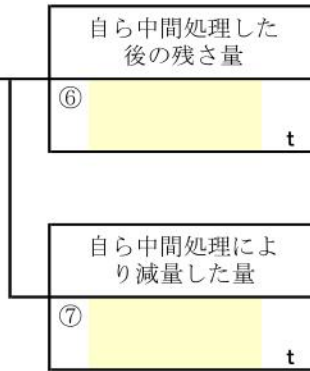 自ら中間処理した
後の残さ量
⑥
t
自ら中間処理によ
り減量した量
⑦
t